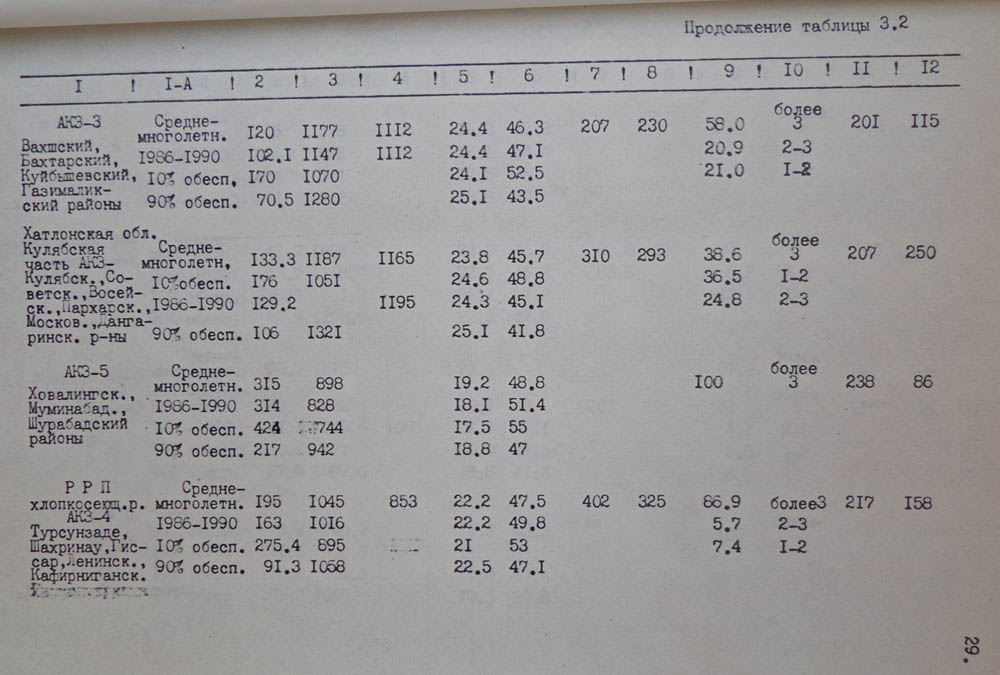 Продолжение таблицы 3.2
I ! I-A ! 2 ! 3 ! 4 ! 5 ! 6 ! 7 ! 8 ! 9 ! IO ! II ! I2
АКЗ-3 Средне- более
многолетн. I20 II77 III2 24.4 46.3 207 230 58.0 3 20I II5
Вахшский,
Бахтарский, I986-I990 I02.I II47 III2 24.4 47.I 20.9 2-3
Куйбышевский, I0% обесп, I70 I070 24.I 52.5 2I.0 I-2
Газималик-
ский районы 90% обесп. 70.5 I280 25.I 43.5
Хатлонская обл.
Кулябская Средне- более
часть АКЗ- многолетн, I33.3 II87 II65 23.8 45.7 3I0 293 38.6 3 207 250
Кулябск.,Со- I0%обесп, I76 I05I 24.6 48.8 36.5 I-2
ветск.,Восей-
ск.,Пархарск.,I986-I990 I29.2 II95 24.3 45.I 24.8 2-3
Москов.,Данга-
ринск. р-ны 90% обесп. I06 I32I 25.I 4I.8
АКЗ-5 Средне- более
многолетн. 3I5 898 I9.2 48.8 I00 3 238 86
Ховалингск.,
Муминабад., I986-I990 3I4 828 I8.I 5I.4
Шурабадский I0% обесп. 424 744 I7.5 55
районы
90% обесп. 2I7 942 I8.8 47
Р Р П Средне-
хлопкосеющ.р. многолетн. I95 I045 853 22.2 47.5 402 325 86.9 более3 2I7 I58
АКЗ-4 I986-I990 I63 I0I6 22.2 49.8 5.7 2-3
Турсунзаде,
Шахринау,Гис- I0% обесп. 275.4 895 2I 53 7.4 I-2
сар,Ленинск.,
Кафирниганск. 90% обесп. 9I.3 I058 22.5 47.I
29.